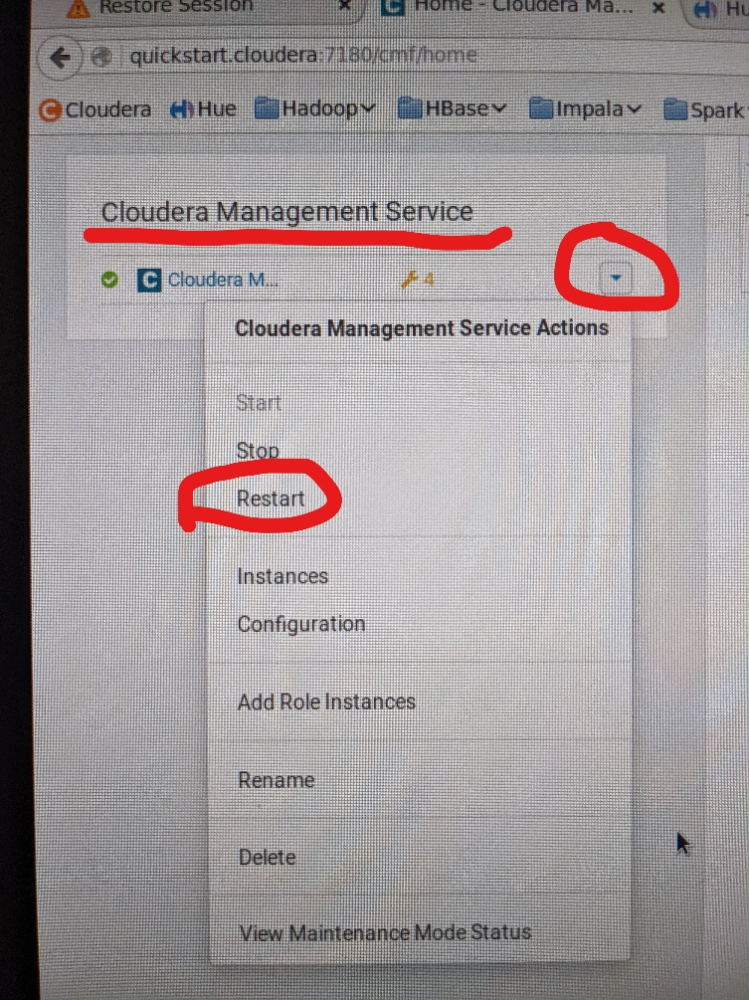 Restore Session × C Home - Cloudera Ma... × Hu
quickstart.cloudera:7180/cmf/home
Cloudera Hue Hadoop HBase Impala Spark
Cloudera Management Service
C Cloudera M... 4
Cloudera Management Service Actions
Start
Stop
Restart
Instances
Configuration
Add Role Instances
Rename
Delete
View Maintenance Mode Status